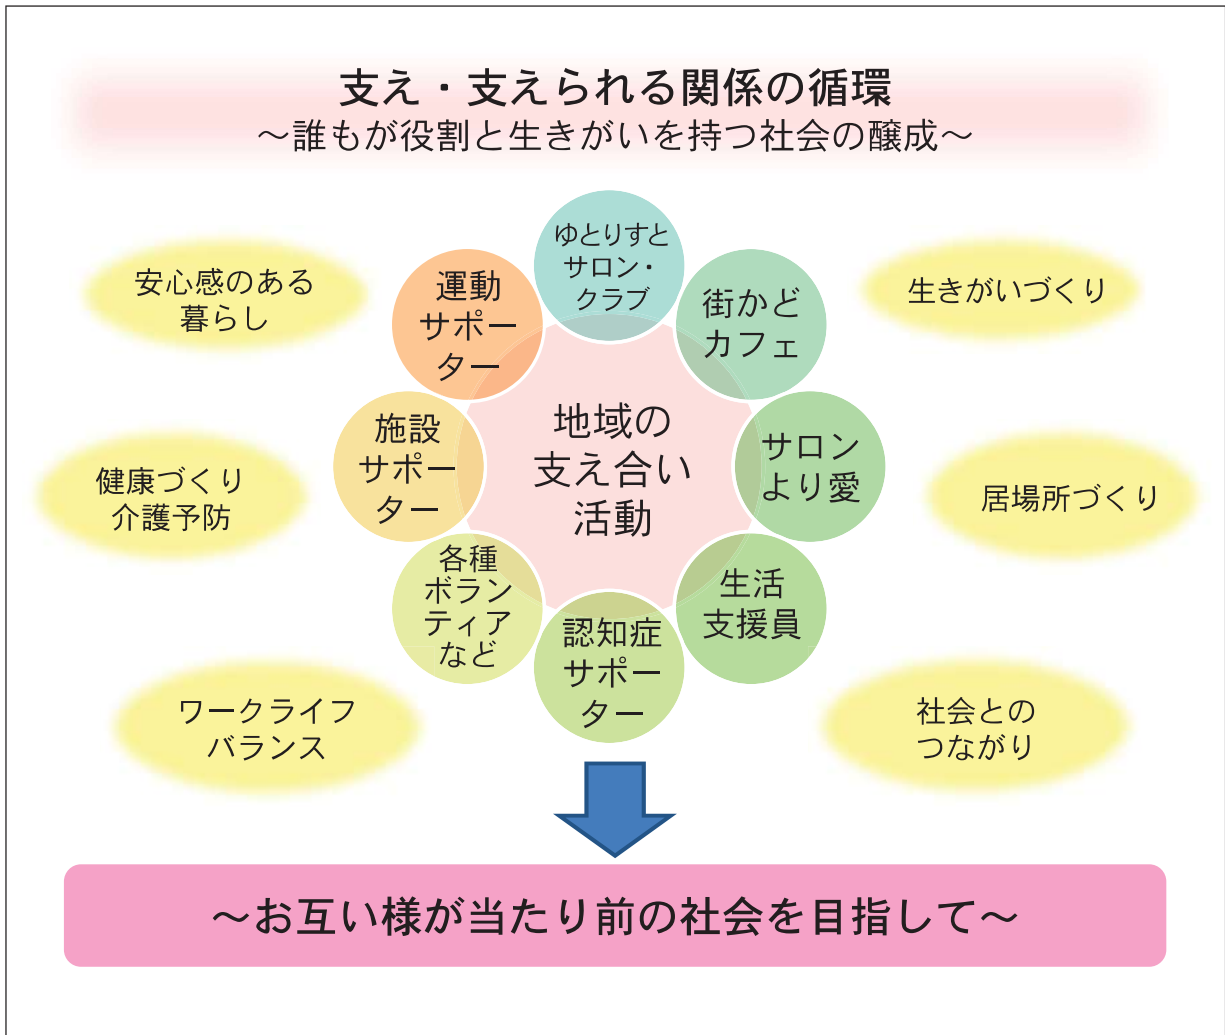 支え・支えられる関係の循環
～誰もが役割と生きがいを持つ社会の醸成～
ゆとりすと
サロン・
クラブ
街かど
カフェ
サロン
より愛
生活
支援員
認知症
サポー
ター
各種
ボラン
ティア
など
施設
サポー
ター
運動
サポー
ター
地域の
支え合い
活動
安心感のある
暮らし
健康づくり
介護予防
ワークライフ
バランス
生きがいづくり
居場所づくり
社会との
つながり
～お互い様が当たり前の社会を目指して～